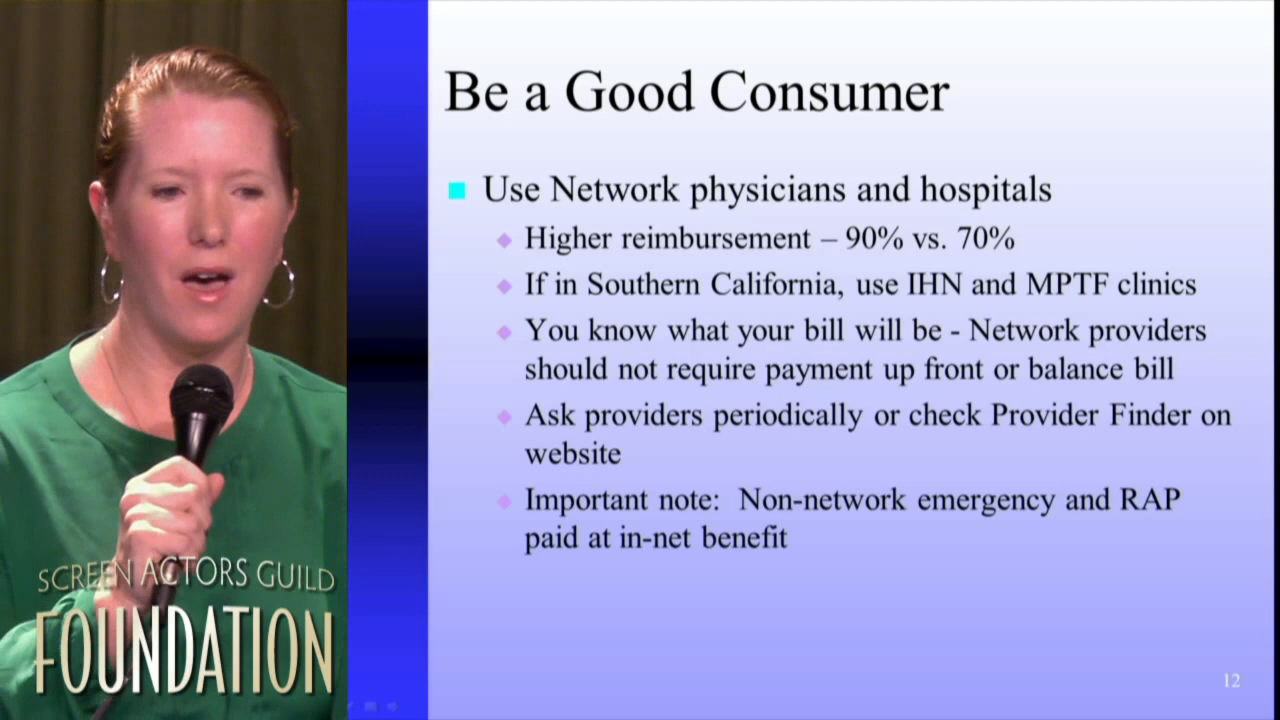 Be a Good Consumer
Use Network physicians and hospitals
Higher reimbursement – 90% vs. 70%
If in Southern California, use IHN and MPTF clinics
You know what your bill will be - Network providers
should not require payment up front or balance bill
Ask providers periodically or check Provider Finder on
website
Important note:  Non-network emergency and RAP
paid at in-net benefit
12
SCREEN ACTORS GUILD
FOUNDATION